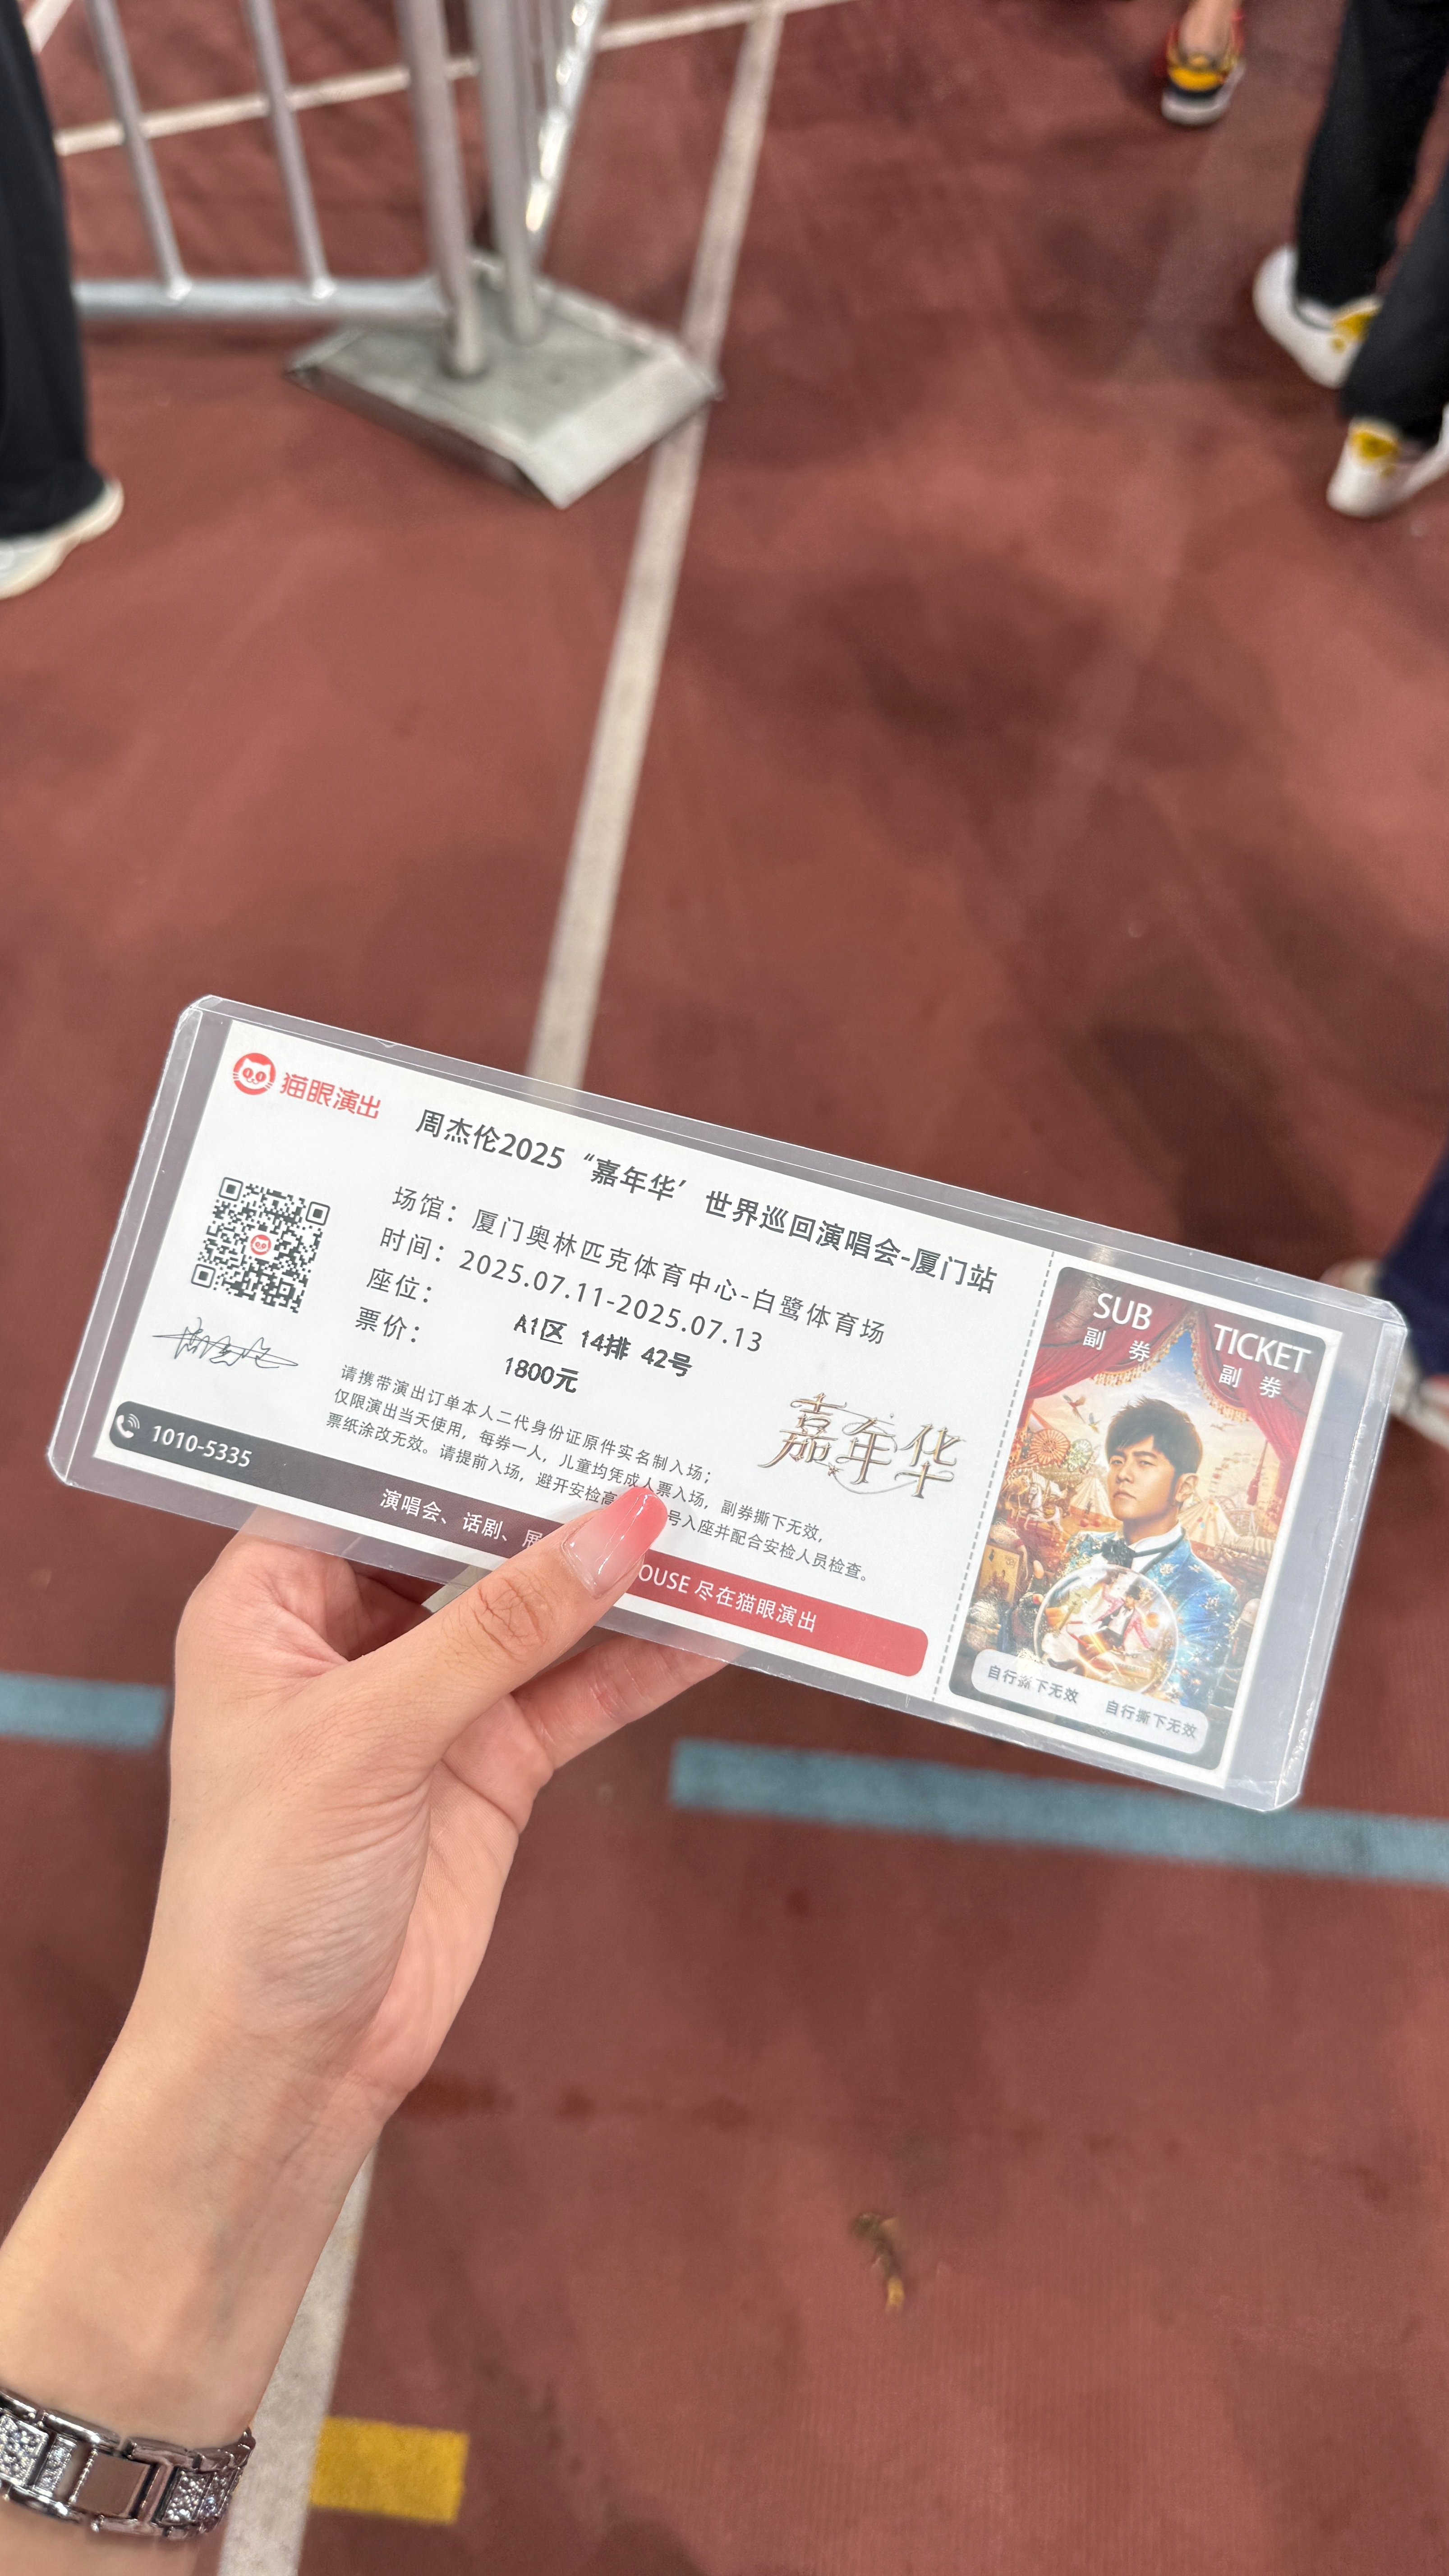 猫眼演出
周杰伦2025“嘉年华’世界巡回演唱会-厦门站
场馆：厦门奥林匹克体育中心-白鹭体育场
时间：2025.07.11-2025.07.13
座位： A1区 14排 42号
票价： 1800元
请携带演出订单本人二代身份证原件实名制入场；
仅限演出当天使用，每券一人，儿童均凭成人票入场，副券撕下无效，
票纸涂改无效。请提前入场，避开安检高 号入座并配合安检人员检查。
嘉年华
1010-5335
演唱会、话剧、展 OUSE 尽在猫眼演出
SUB TICKET
副 券 副 券
自行撕下无效 自行撕下无效